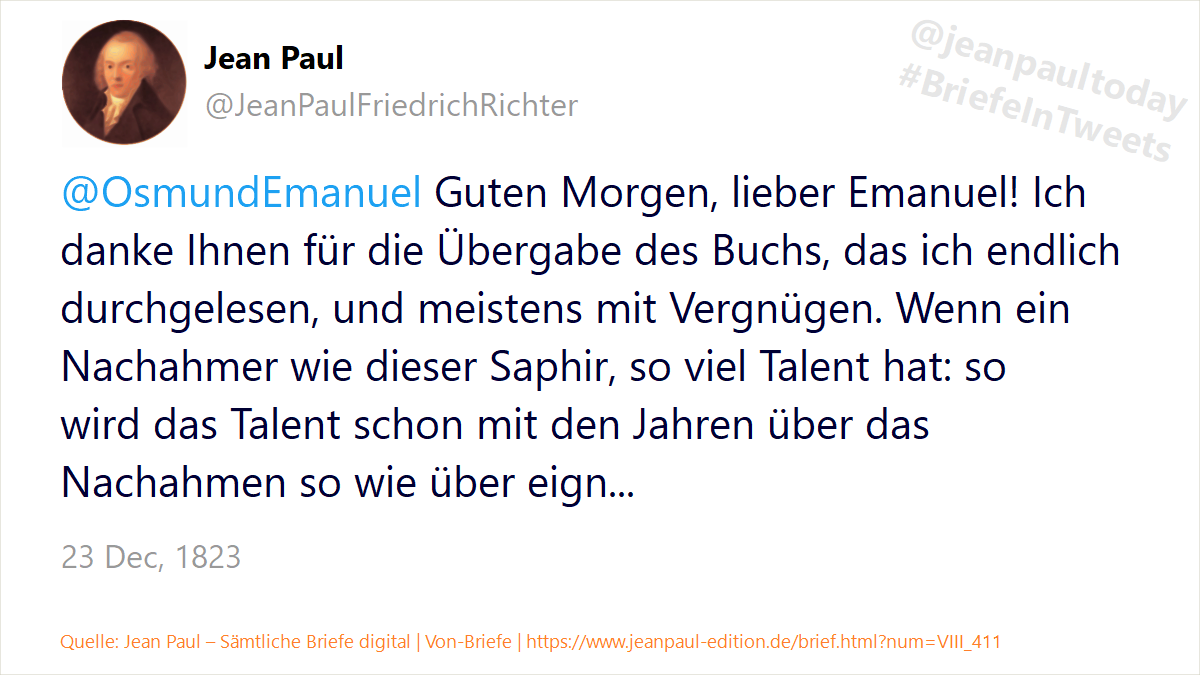 Jean Paul
@JeanPaulFriedrichRichter
@jeanpaultoday
#BriefeInTweets
@OsmundEmanuel Guten Morgen, lieber Emanuel! Ich
danke Ihnen für die Übergabe des Buchs, das ich endlich
durchgelesen, und meistens mit Vergnügen. Wenn ein
Nachahmer wie dieser Saphir, so viel Talent hat: so
wird das Talent schon mit den Jahren über das
Nachahmen so wie über eign...
23 Dec, 1823
Quelle: Jean Paul – Sämtliche Briefe digital | Von-Briefe | https://www.jeanpaul-edition.de/brief.html?num=VIII_411